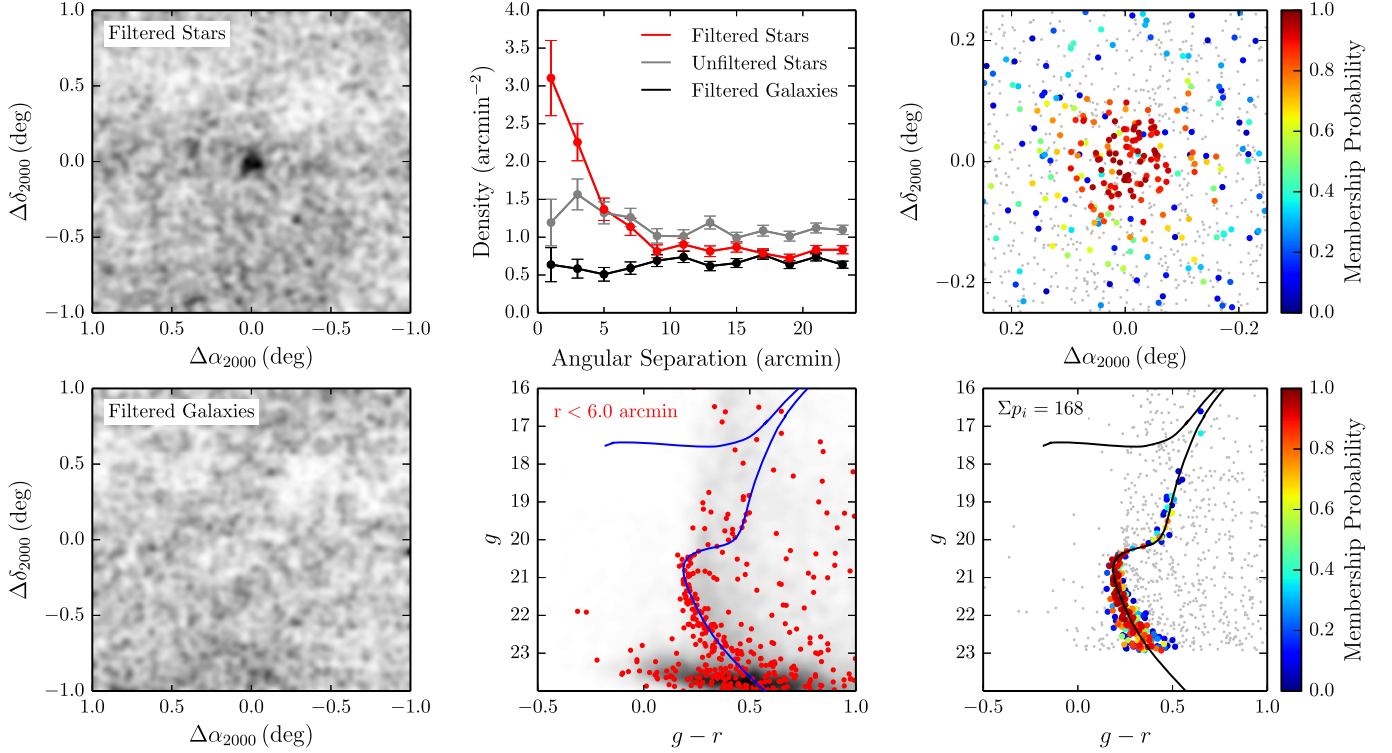 Filtered Stars
1.0
0.5
0.0
−0.5
−1.0
Δδ2000 (deg)
1.0 0.5 0.0 −0.5 −1.0
Δα2000 (deg)
4.0
3.5
3.0
2.5
2.0
1.5
1.0
0.5
0.0
Density (arcmin−2)
Filtered Stars
Unfiltered Stars
Filtered Galaxies
0 5 10 15 20
Angular Separation (arcmin)
0.2
0.0
−0.2
Δδ2000 (deg)
0.2 0.0 −0.2
Δα2000 (deg)
1.0
0.8
0.6
0.4
0.2
0.0
Membership Probability
Filtered Galaxies
1.0
0.5
0.0
−0.5
−1.0
Δδ2000 (deg)
1.0 0.5 0.0 −0.5 −1.0
Δα2000 (deg)
r < 6.0 arcmin
16
17
18
19
20
21
22
23
g
−0.5 0.0 0.5 1.0
g − r
Σpi = 168
16
17
18
19
20
21
22
23
g
−0.5 0.0 0.5 1.0
g − r
1.0
0.8
0.6
0.4
0.2
0.0
Membership Probability